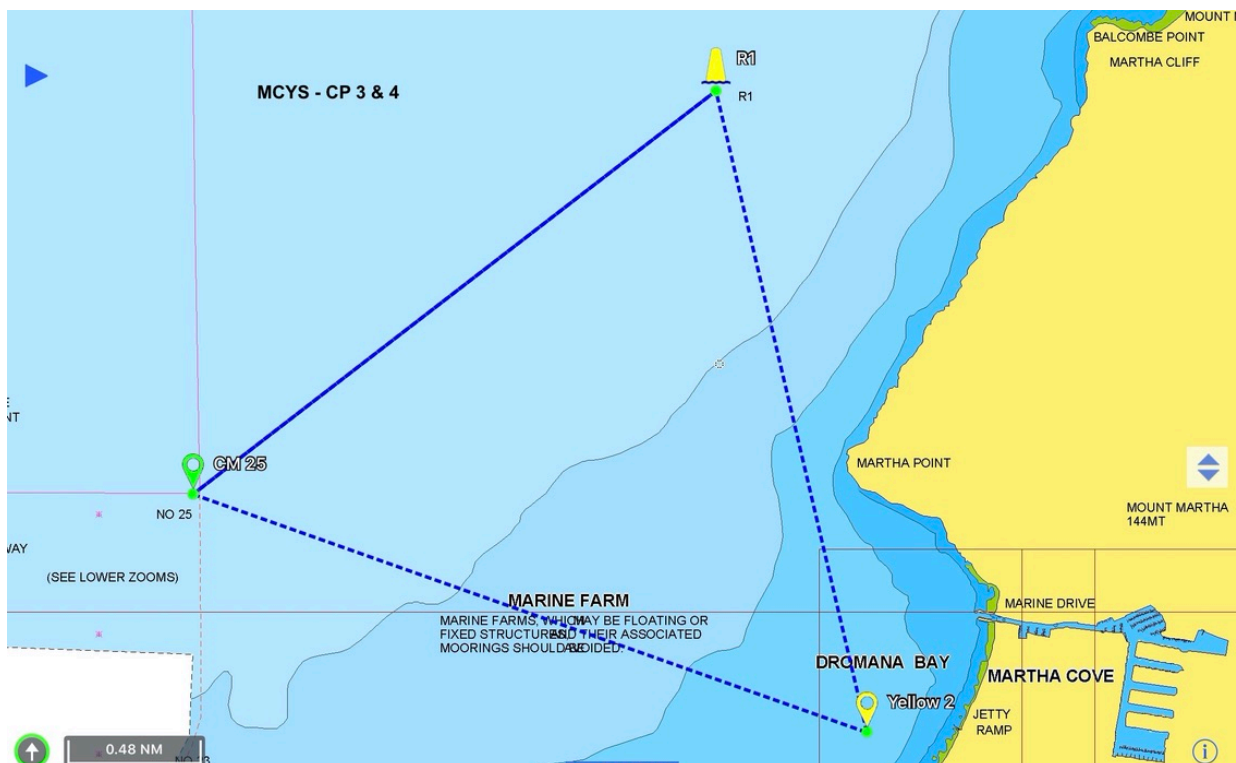 MOUNT
BALCOMBE POINT
MARTHA CLIFF
R1
R1
MCYS - CP 3 & 4
MARTHA POINT
CM 25
NO 25
MOUNT MARTHA
144MT
(SEE LOWER ZOOMS)
MARINE FARM
MARINE FARMS, WHICH MAY BE FLOATING OR
FIXED STRUCTURES, AND THEIR ASSOCIATED
MOORINGS SHOULD BE AVOIDED.
MARINE DRIVE
DROMANA BAY
MARTHA COVE
Yellow 2
JETTY
RAMP
0.48 NM